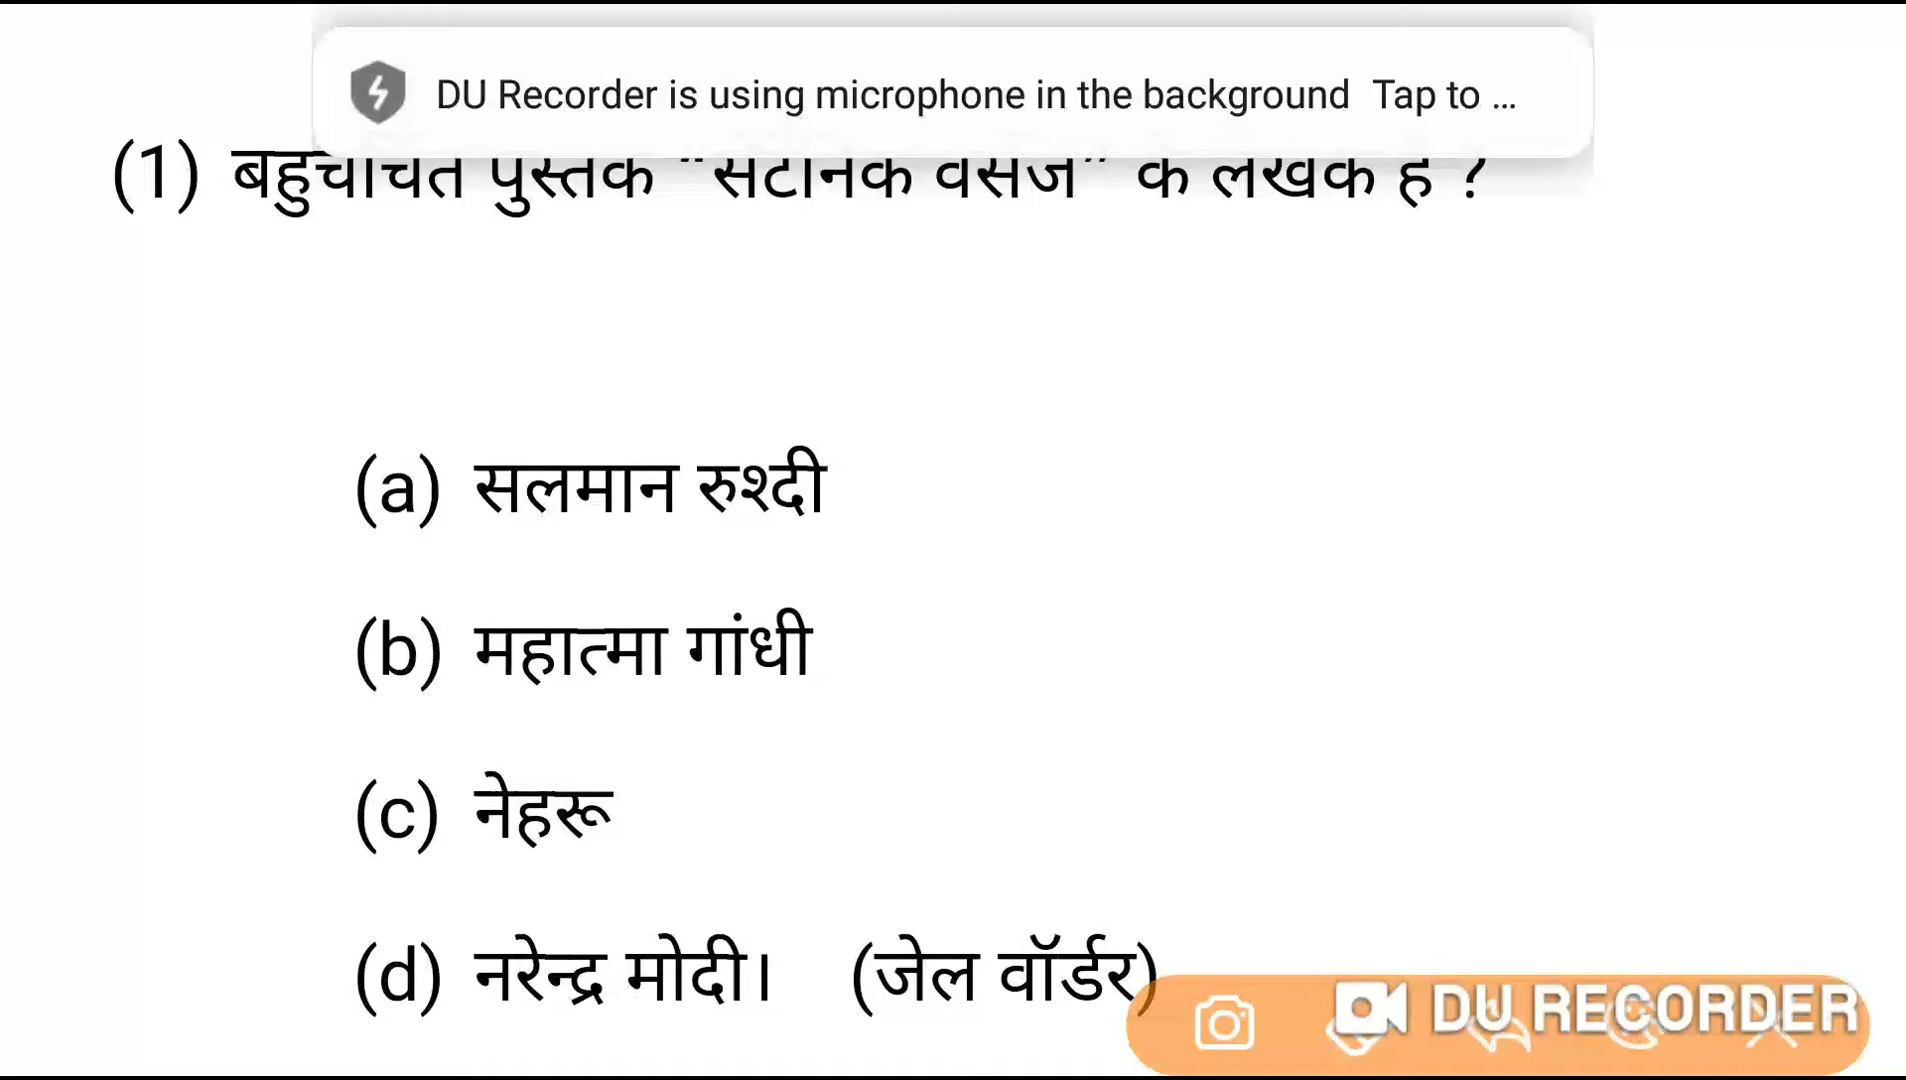 DU Recorder is using microphone in the background Tap to ...
(1) बहुचर्चित पुस्तक "सेटेनिक वर्सेज" के लेखक है ?
(a) सलमान रुश्दी
(b) महात्मा गांधी
(c) नेहरू
(d) नरेन्द्र मोदी। (जेल वॉर्डर)
DU RECORDER